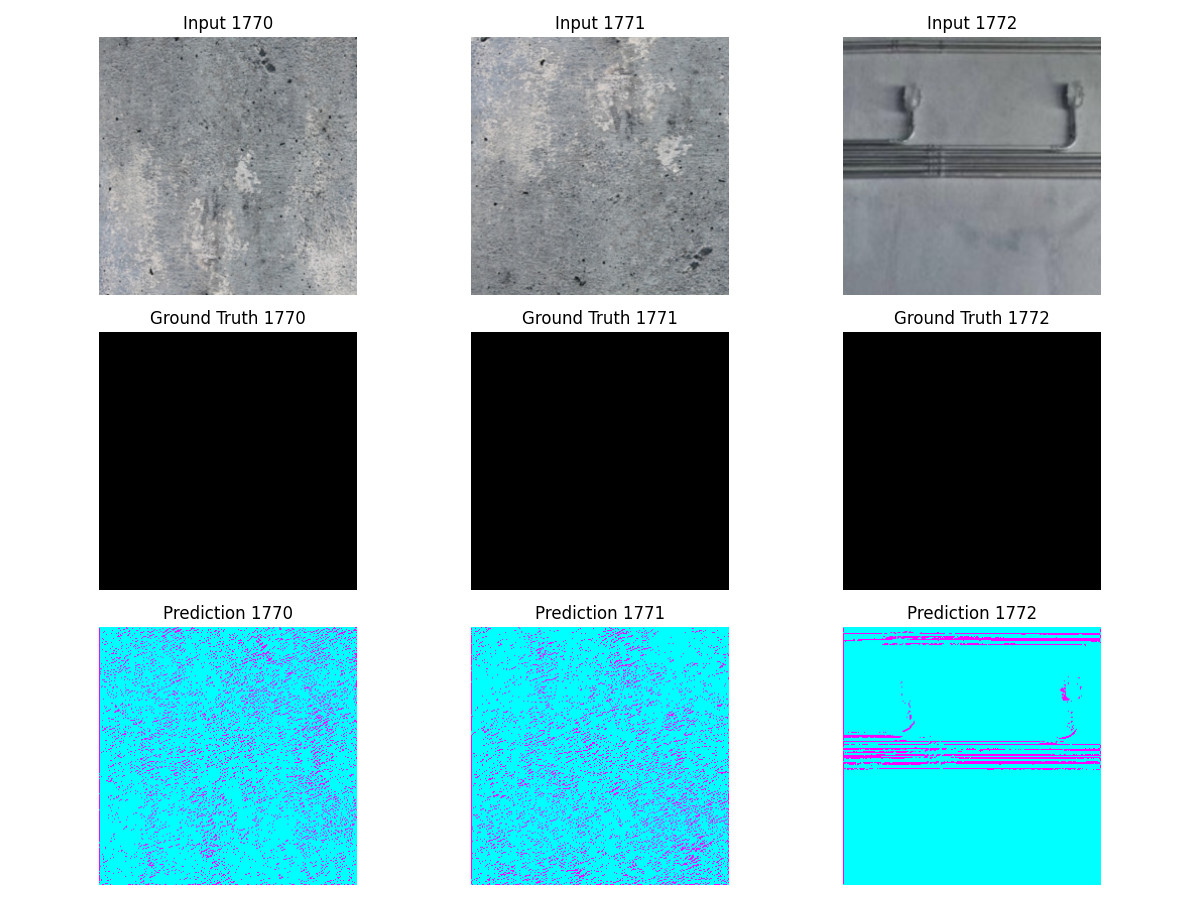 Input 1770
Input 1771
Input 1772
Ground Truth 1770
Ground Truth 1771
Ground Truth 1772
Prediction 1770
Prediction 1771
Prediction 1772